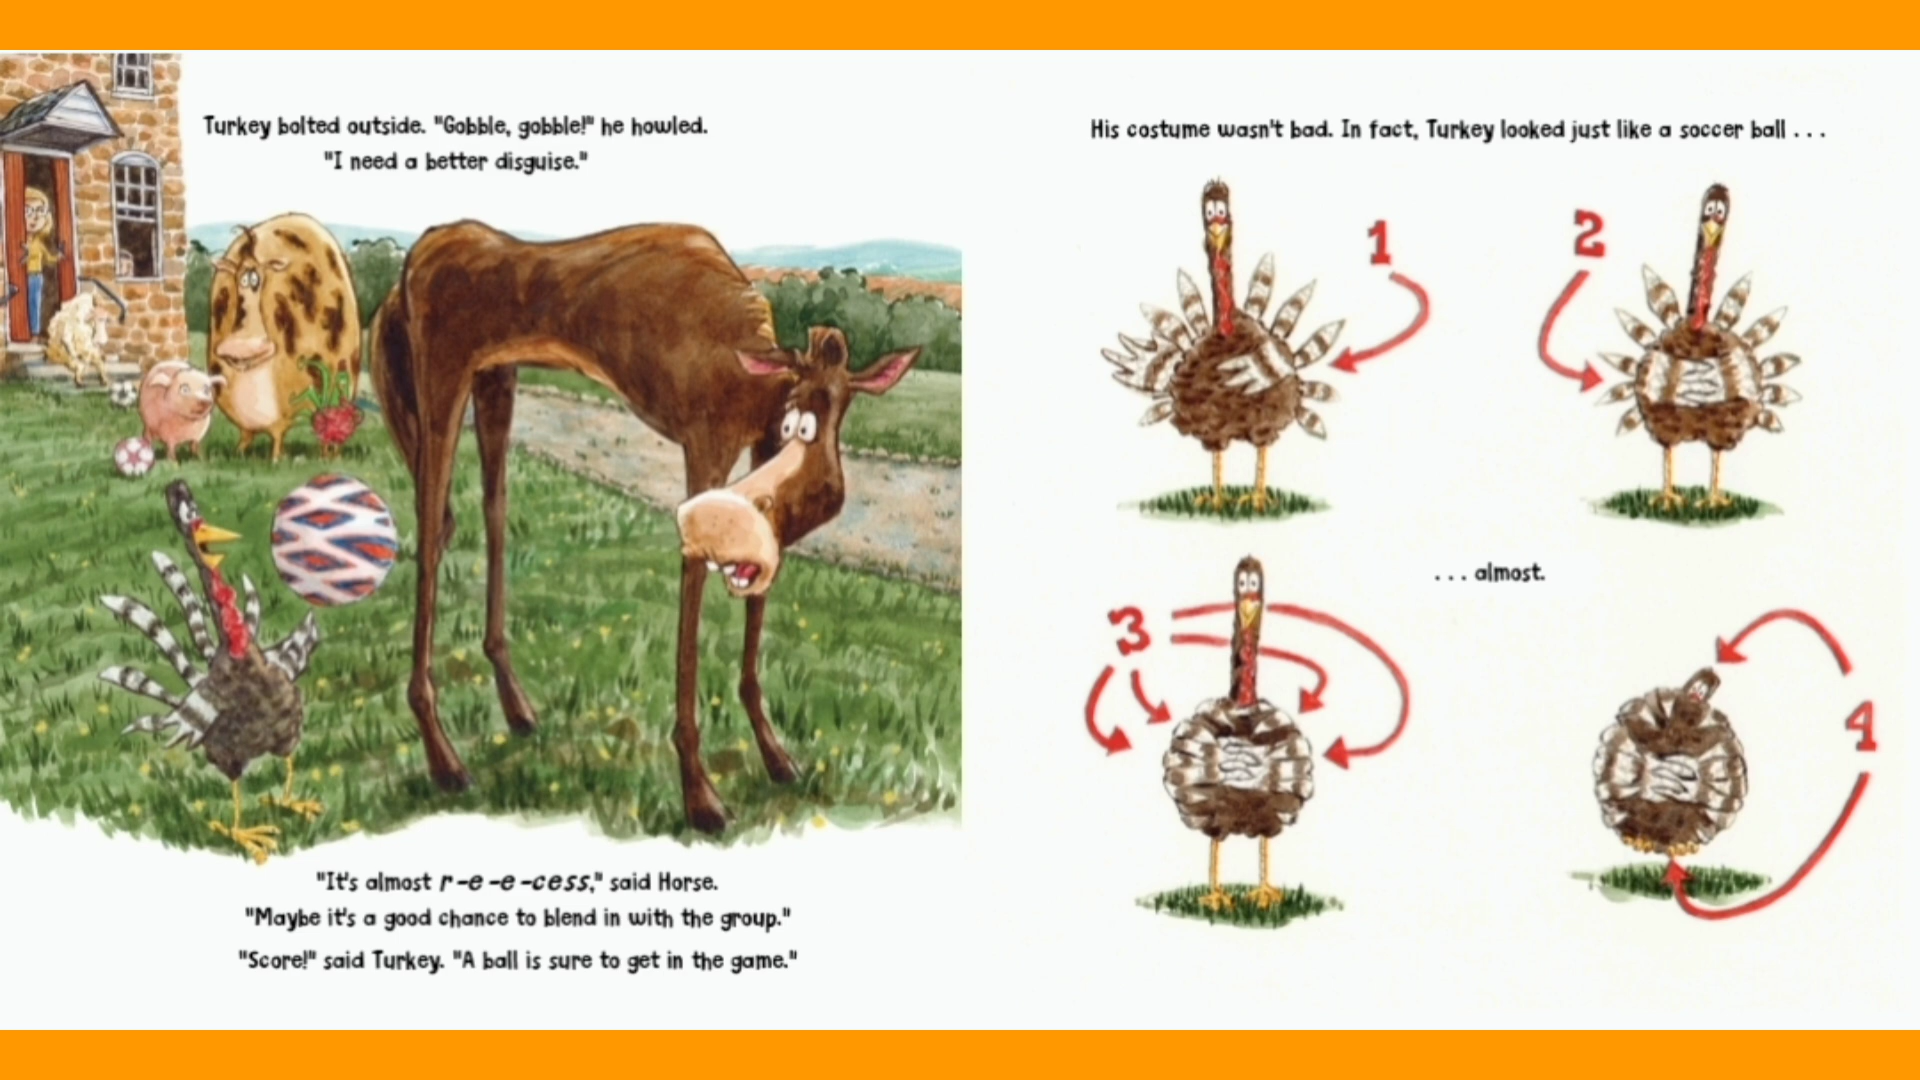 Turkey bolted outside. "Gobble, gobble!" he howled.
"I need a better disguise."
"It's almost r-e-e-cess," said Horse.
"Maybe it's a good chance to blend in with the group."
"Score!" said Turkey. "A ball is sure to get in the game."
His costume wasn't bad. In fact, Turkey looked just like a soccer ball . . .
1
2
. . . almost.
3
4